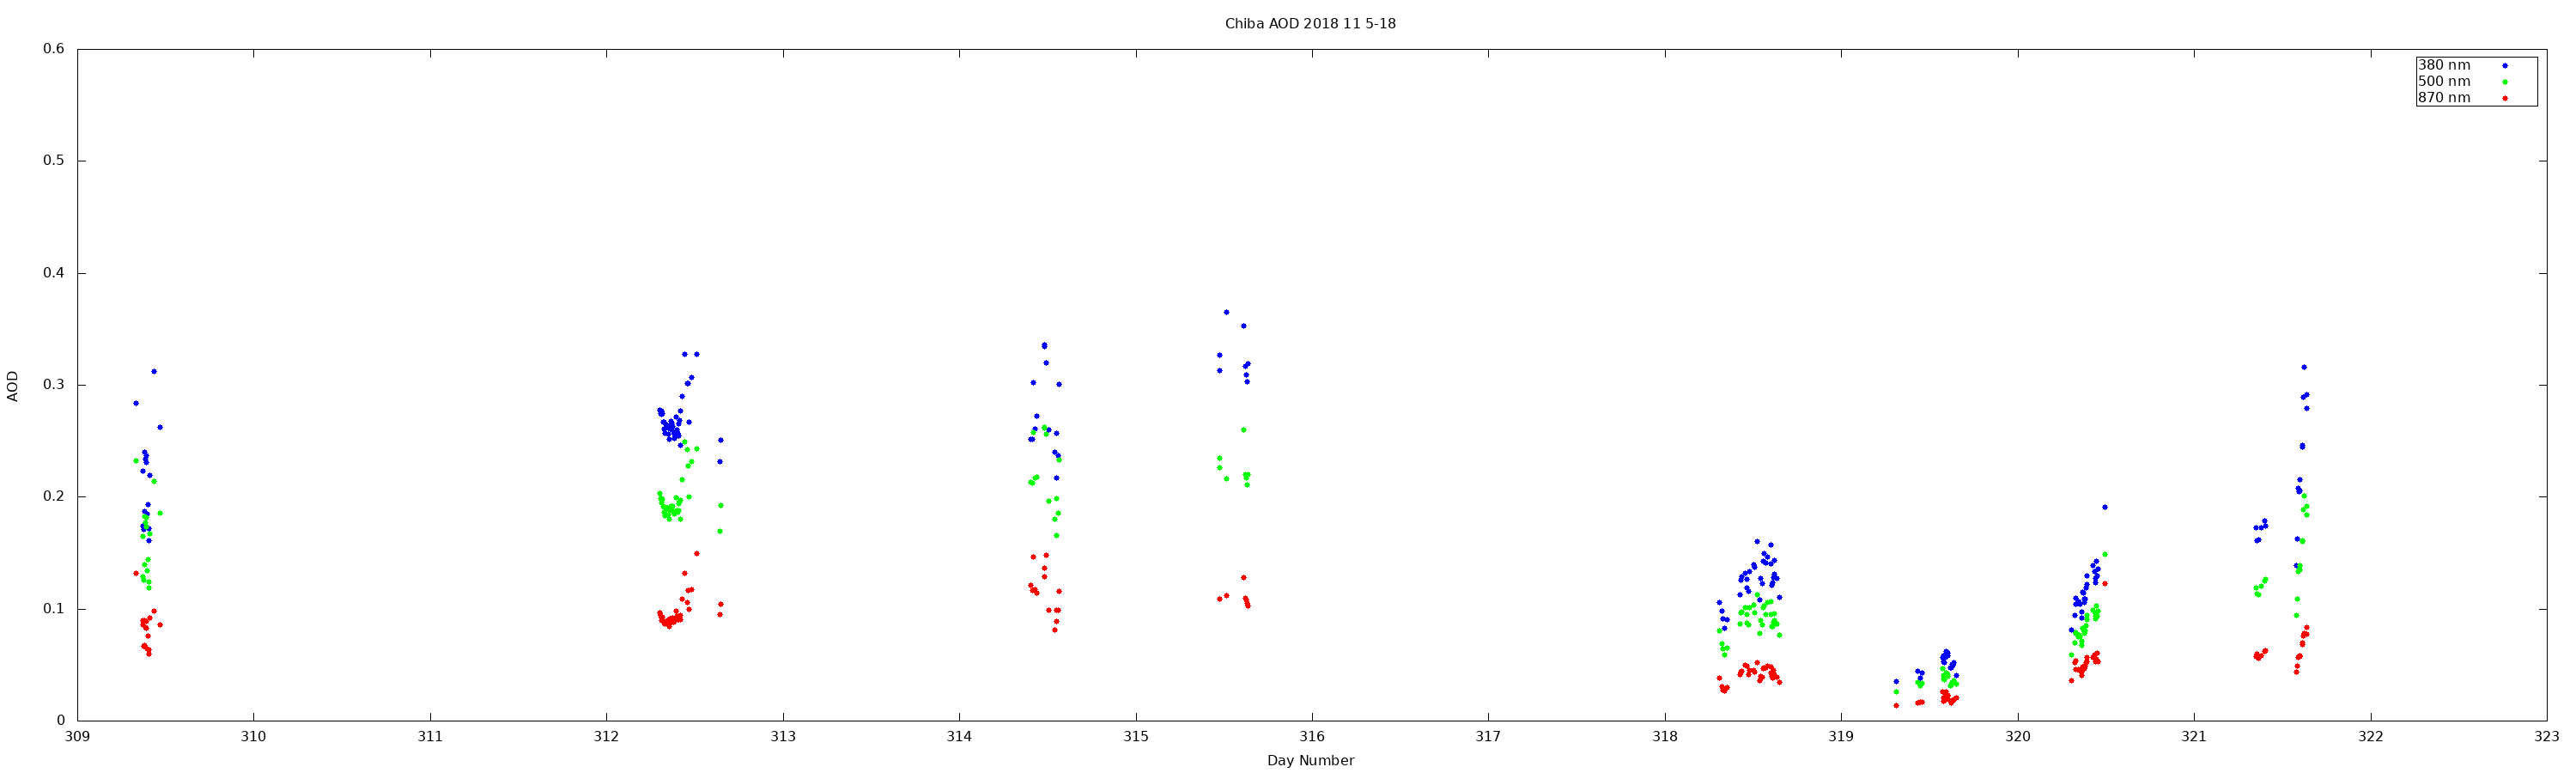 Chiba AOD 2018 11 5-18
0.6
0.5
0.4
0.3
0.2
0.1
0
AOD
380 nm
500 nm
870 nm
309 310 311 312 313 314 315 316 317 318 319 320 321 322 323
Day Number